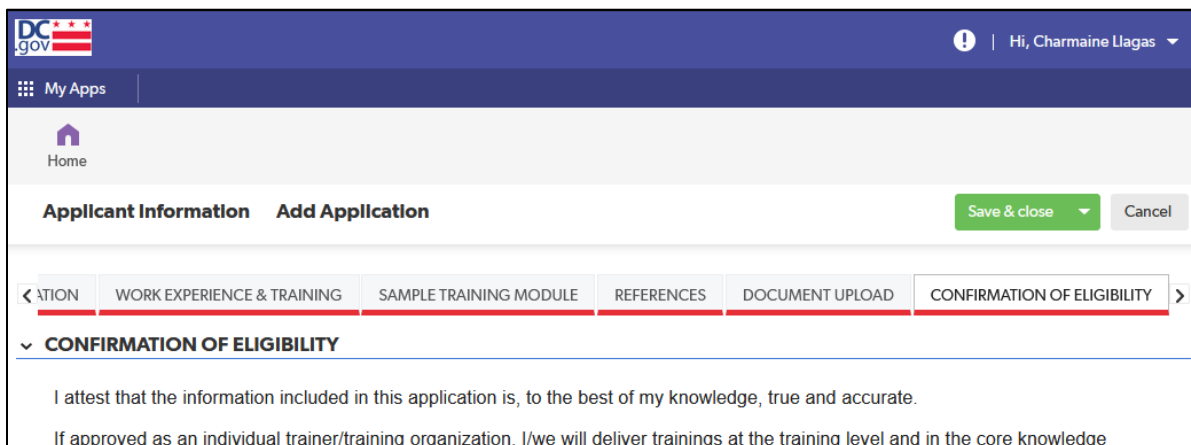 DC
.gov
Hi, Charmaine Llagas
My Apps
Home
Applicant Information Add Application Save & close Cancel
ATION WORK EXPERIENCE & TRAINING SAMPLE TRAINING MODULE REFERENCES DOCUMENT UPLOAD CONFIRMATION OF ELIGIBILITY
CONFIRMATION OF ELIGIBILITY
I attest that the information included in this application is, to the best of my knowledge, true and accurate.
If approved as an individual trainer/training organization, I/we will deliver trainings at the training level and in the core knowledge